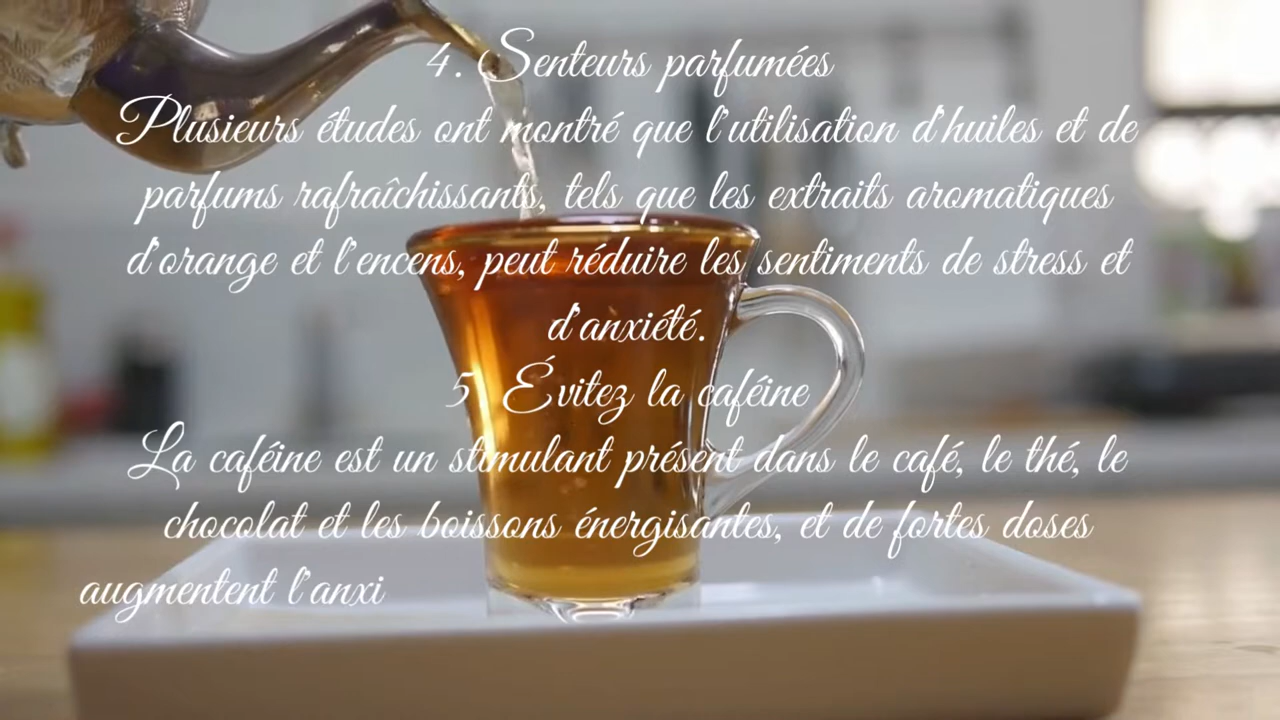 4. Senteurs parfumées
Plusieurs études ont montré que l'utilisation d'huiles et de
parfums rafraîchissants, tels que les extraits aromatiques
d'orange et l'encens, peut réduire les sentiments de stress et
d'anxiété.
5 Évitez la caféine
La caféine est un stimulant présent dans le café, le thé, le
chocolat et les boissons énergisantes, et de fortes doses
augmentent l'anxi